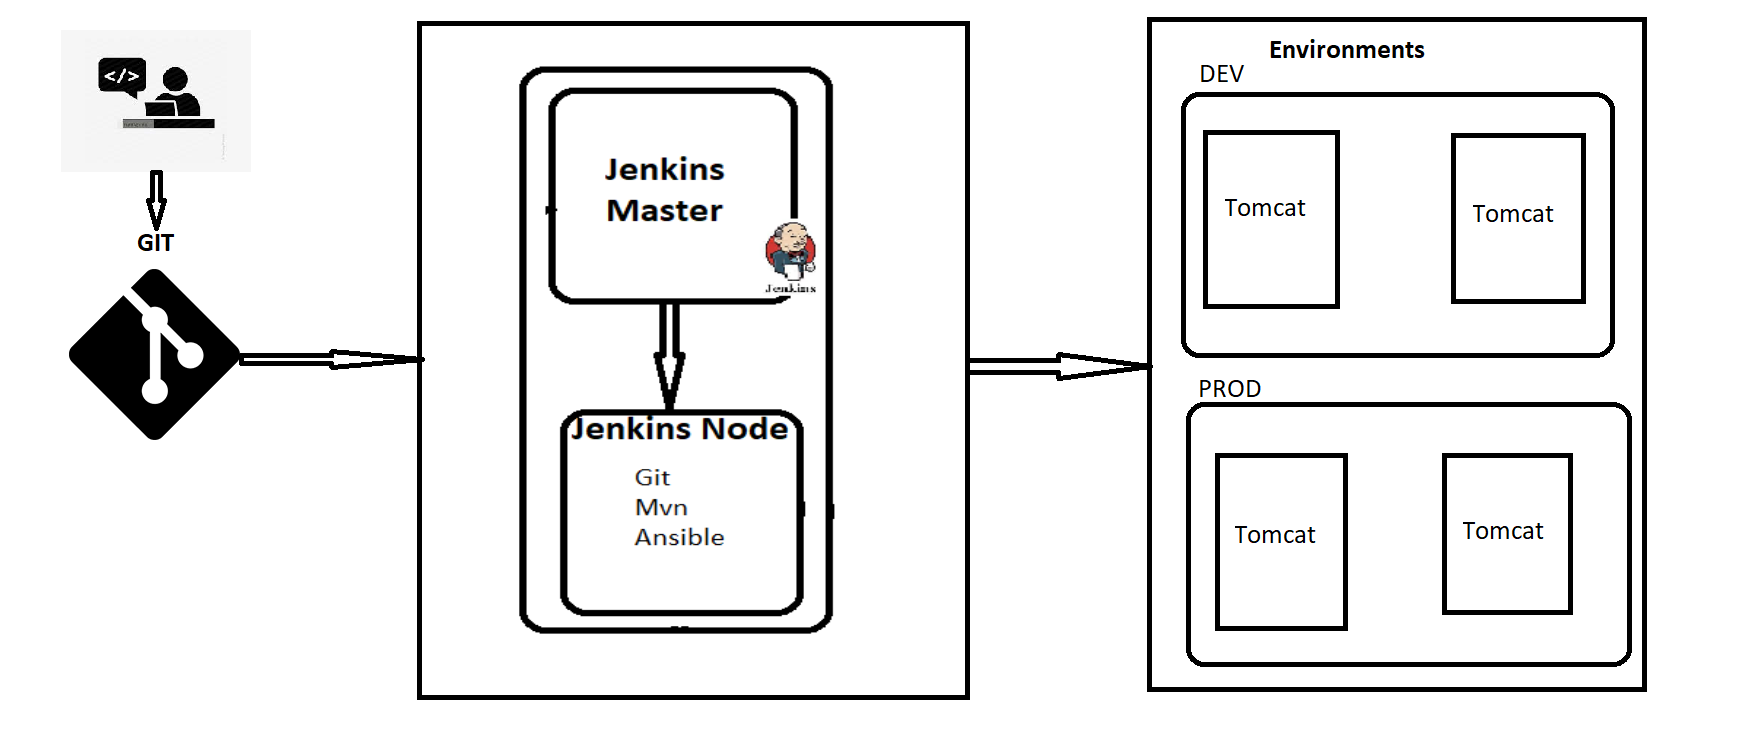 </>
GIT
Jenkins
Master
Jenkins
Jenkins Node
Git
Mvn
Ansible
Environments
DEV
Tomcat
Tomcat
PROD
Tomcat
Tomcat